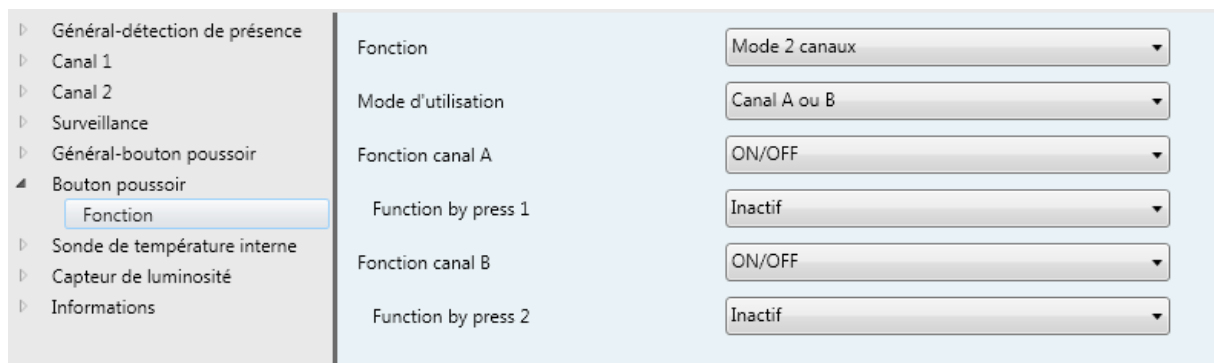 Général-détection de présence
Canal 1
Canal 2
Surveillance
Général-bouton poussoir
Bouton poussoir
Fonction
Sonde de température interne
Capteur de luminosité
Informations
Fonction Mode 2 canaux
Mode d'utilisation Canal A ou B
Fonction canal A ON/OFF
Function by press 1 Inactif
Fonction canal B ON/OFF
Function by press 2 Inactif